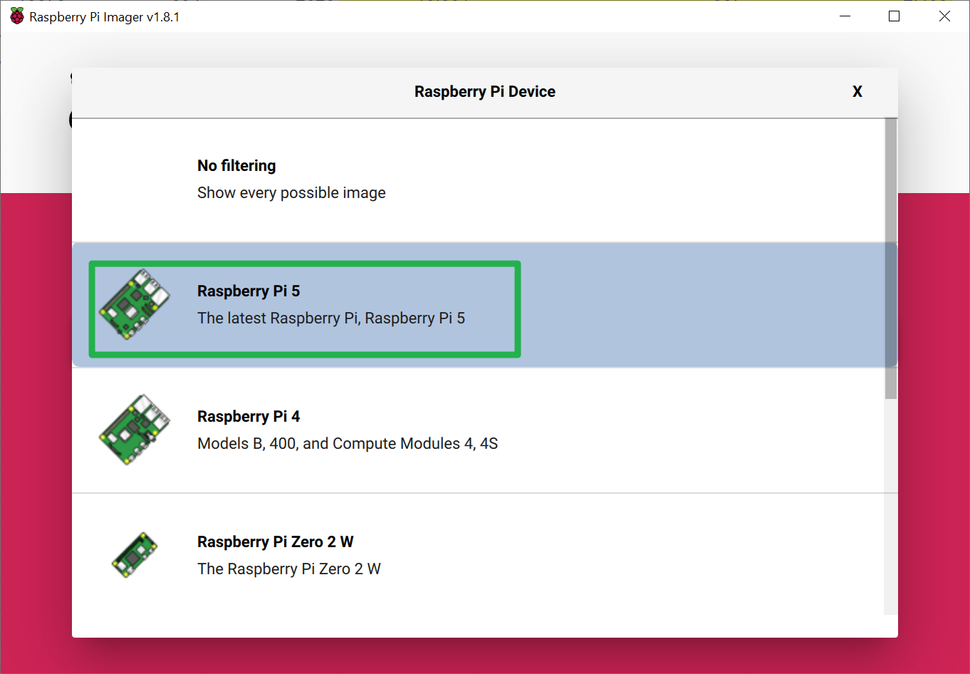 Raspberry Pi Imager v1.8.1
Raspberry Pi Device
X
No filtering
Show every possible image
Raspberry Pi 5
The latest Raspberry Pi, Raspberry Pi 5
Raspberry Pi 4
Models B, 400, and Compute Modules 4, 4S
Raspberry Pi Zero 2 W
The Raspberry Pi Zero 2 W